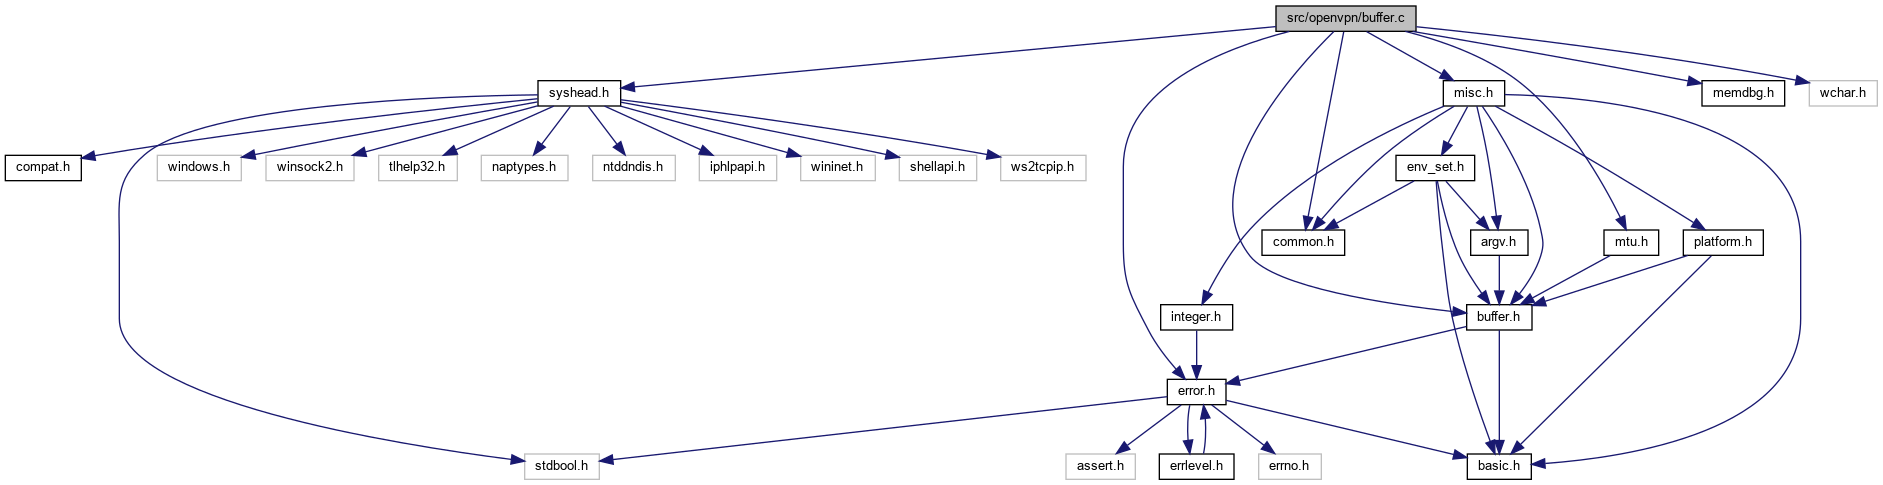 src/openvpn/buffer.c
syshead.h
misc.h
memdbg.h
wchar.h
compat.h
windows.h
winsock2.h
tlhelp32.h
naptypes.h
ntddndis.h
iphlpapi.h
wininet.h
shellapi.h
ws2tcpip.h
env_set.h
common.h
argv.h
mtu.h
platform.h
integer.h
buffer.h
error.h
stdbool.h
assert.h
errlevel.h
errno.h
basic.h